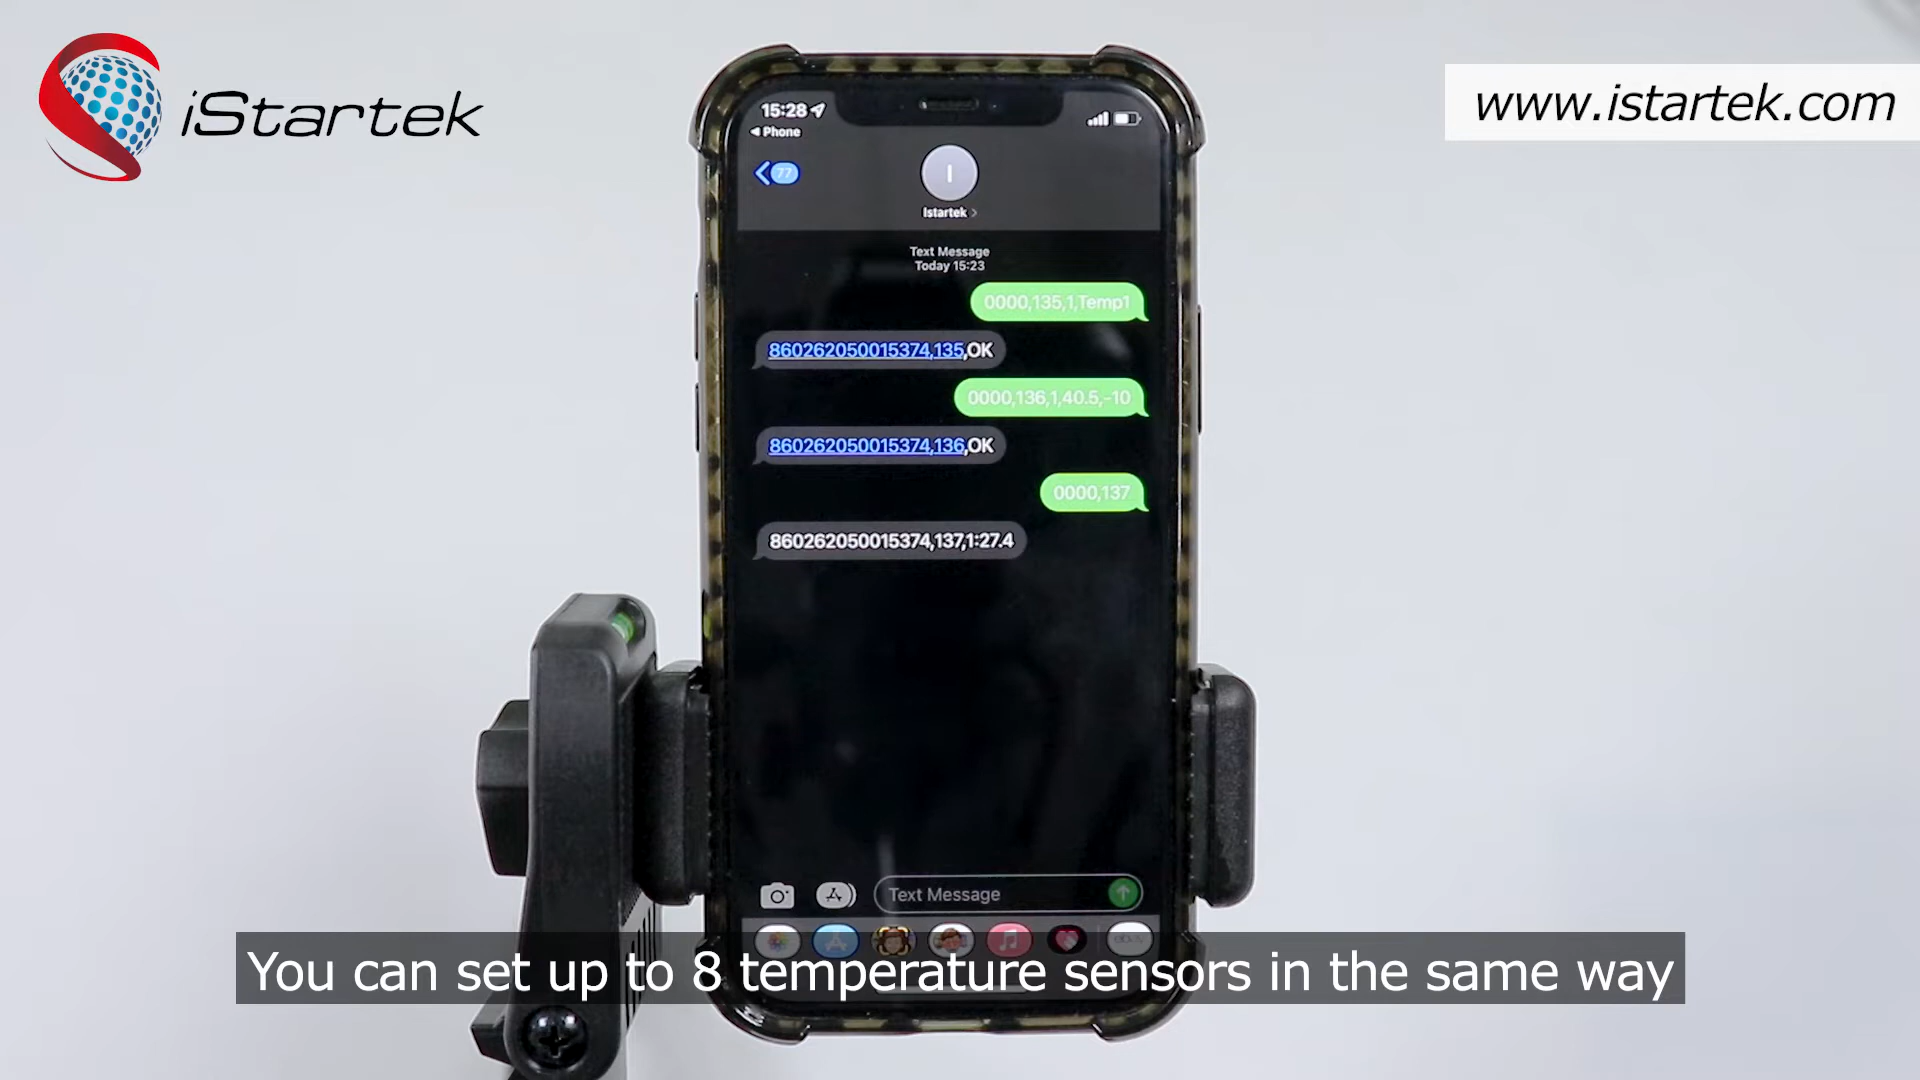 iStartek
www.istartek.com
15:28
Phone
77
I
Istartek
Text Message
Today 15:23
0000,135,1,Temp1
860262050015374,135,OK
0000,136,1,40.5,-10
860262050015374,136,OK
0000,137
860262050015374,137,1:27.4
Text Message
ebay
You can set up to 8 temperature sensors in the same way